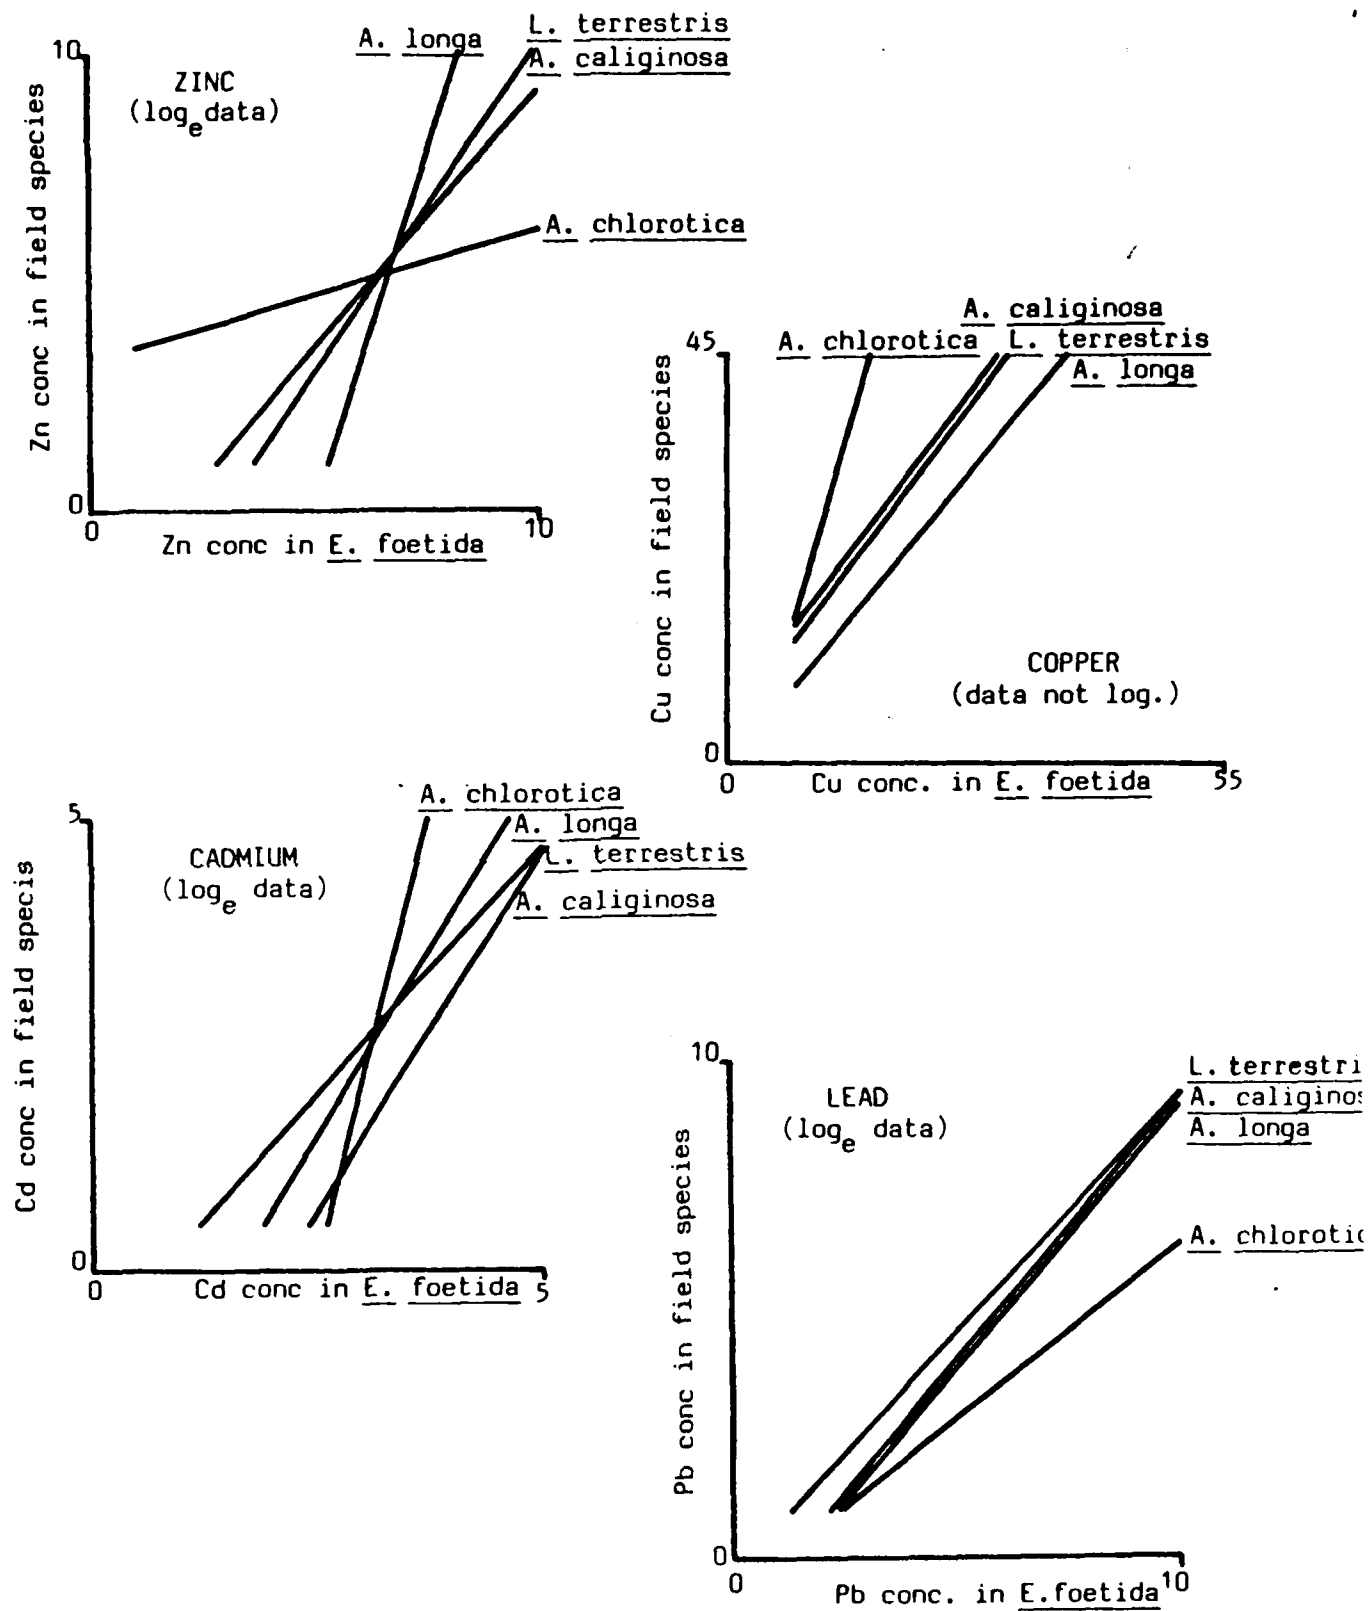 A. longa
L. terrestris
A. caliginosa
10
ZINC
(loge data)
Zn conc in field species
A. chlorotica
0
0
10
Zn conc in E. foetida
A. caliginosa
A. chlorotica
L. terrestris
A. longa
45
Cu conc in field species
COPPER
(data not log.)
0
0
Cu conc. in E. foetida
55
A. chlorotica
A. longa
L. terrestris
A. caliginosa
5
CADMIUM
(loge data)
Cd conc in field specis
0
0
Cd conc in E. foetida
5
10
LEAD
(loge data)
L. terrestri
A. caliginos
A. longa
A. chlorotic
Pb conc in field species
0
0
Pb conc. in E.foetida
10